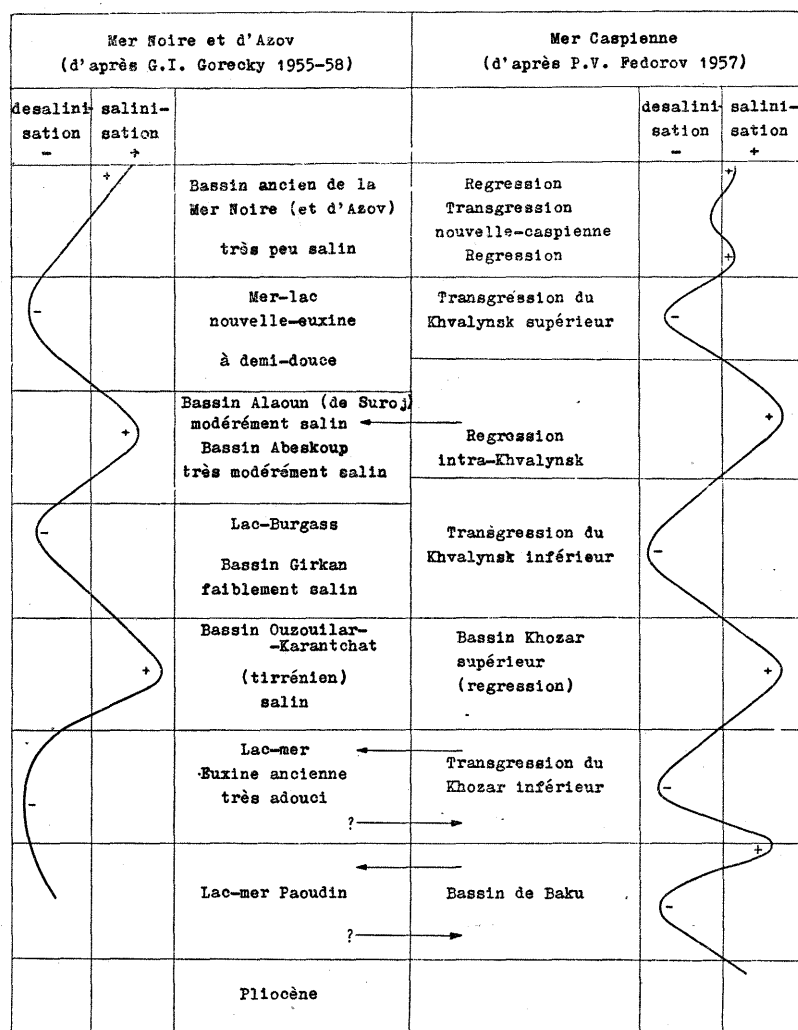 Mer Noire et d'Azov
(d'après G.I. Gorecky 1955-58)
Mer Caspienne
(d'après P.V. Fedorov 1957)
desalini-
sation
-
salini-
sation
+
desalini-
sation
-
salini-
sation
+
+
Bassin ancien de la
Mer Noire (et d'Azov)
très peu salin
Regression
Transgression
nouvelle-caspienne
Regression
+
+
-
Mer-lac
nouvelle-euxine
à demi-douce
Transgression du
Khvalynsk supérieur
-
+
Bassin Alaoun (de Suroj)
modérément salin
Bassin Abeskoup
très modérément salin
Regression
intra-Khvalynsk
+
-
Lac-Burgass
Bassin Girkan
faiblement salin
Transgression du
Khvalynsk inférieur
-
+
Bassin Ouzouilar-
-Karantchat
(tirrénien)
salin
Bassin Khozar
supérieur
(regression)
+
-
Lac-mer
Euxine ancienne
très adouci
?
Transgression du
Khozar inférieur
-
+
Lac-mer Paoudin
?
Bassin de Baku
-
Pliocène